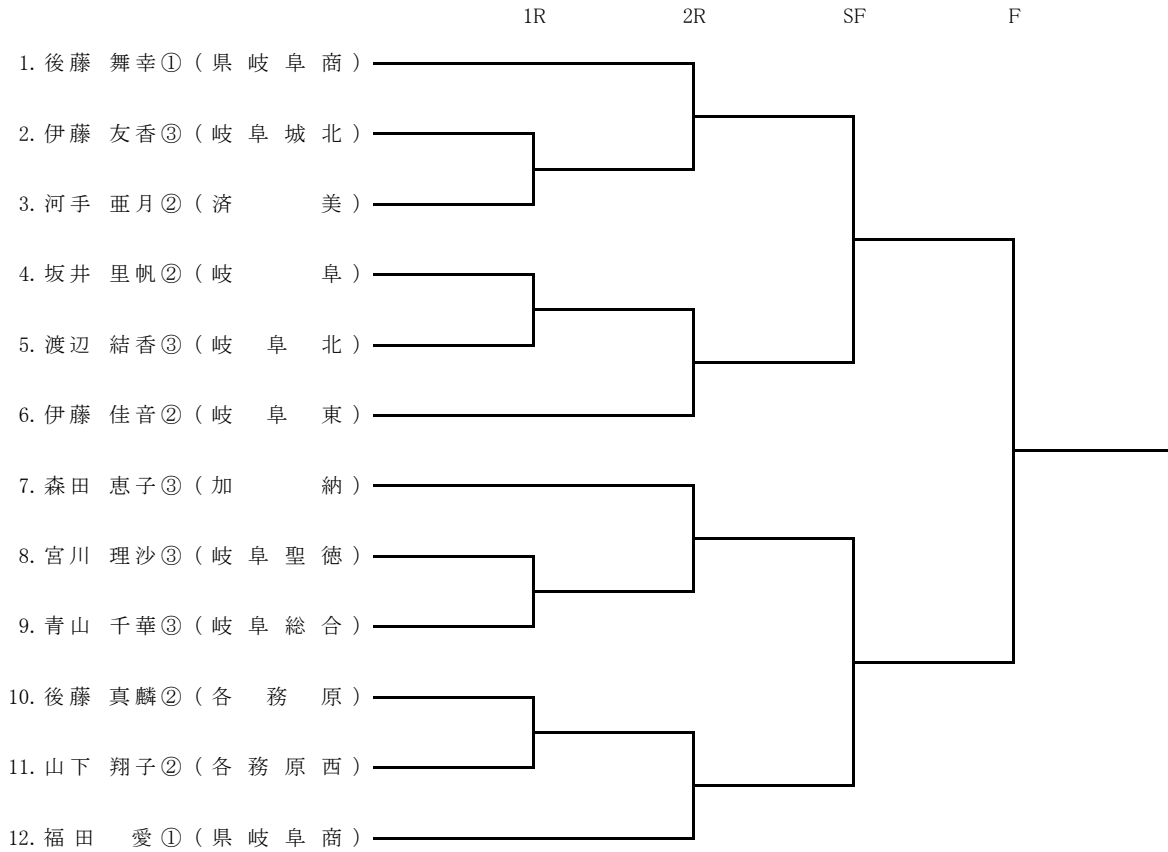 1R 2R SF F
1. 後藤 舞幸① ( 県岐阜商 )
2. 伊藤 友香③ ( 岐阜城北 )
3. 河手 亜月② ( 済美 )
4. 坂井 里帆② ( 岐阜 )
5. 渡辺 結香③ ( 岐阜北 )
6. 伊藤 佳音② ( 岐阜東 )
7. 森田 恵子③ ( 加納 )
8. 宮川 理沙③ ( 岐阜聖徳 )
9. 青山 千華③ ( 岐阜総合 )
10. 後藤 真麟② ( 各務原 )
11. 山下 翔子② ( 各務原西 )
12. 福田 愛① ( 県岐阜商 )